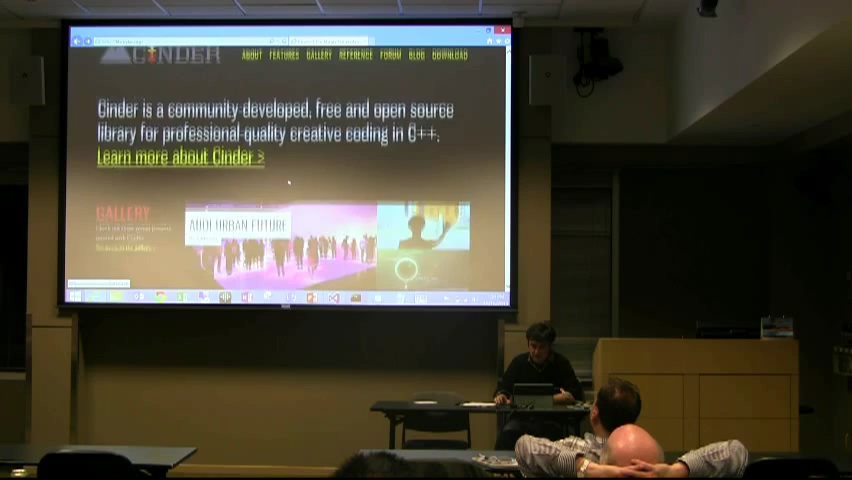 CINDER
ABOUT FEATURES GALLERY REFERENCE FORUM BLOG DOWNLOAD
Cinder is a community-developed, free and open source
library for professional-quality creative coding in C++.
Learn more about Cinder >
GALLERY
URBAN FUTURE